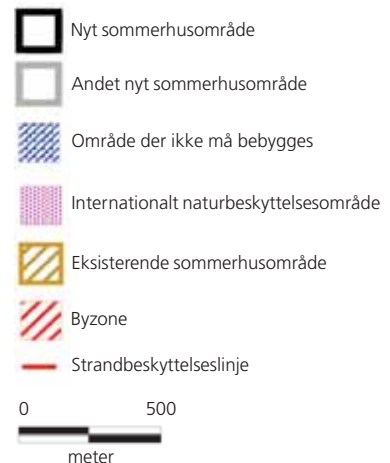 Nyt sommerhusområde
Andet nyt sommerhusområde
Område der ikke må bebygges
Internationalt naturbeskyttelsesområde
Eksisterende sommerhusområde
Byzone
Strandbeskyttelseslinje
0 500
meter